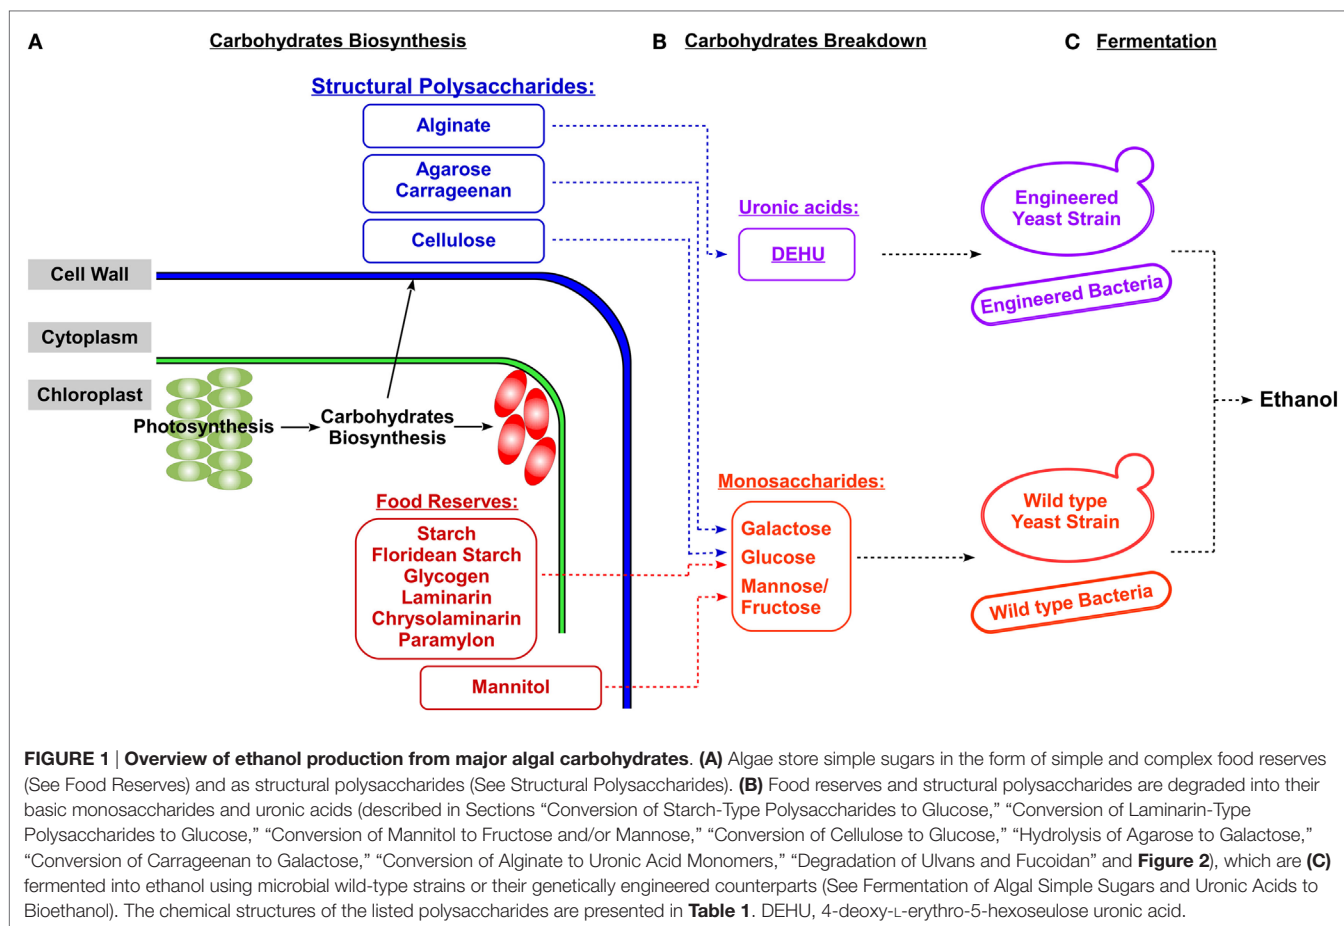 A Carbohydrates Biosynthesis
B Carbohydrates Breakdown
C Fermentation
Structural Polysaccharides:
Alginate
Agarose
Carrageenan
Cellulose
Cell Wall
Cytoplasm
Chloroplast
Photosynthesis
Carbohydrates
Biosynthesis
Food Reserves:
Starch
Floridean Starch
Glycogen
Laminarin
Chrysolaminarin
Paramylon
Mannitol
Uronic acids:
DEHU
Monosaccharides:
Galactose
Glucose
Mannose/
Fructose
Engineered
Yeast Strain
Engineered Bacteria
Wild type
Yeast Strain
Wild type Bacteria
Ethanol
FIGURE 1 | Overview of ethanol production from major algal carbohydrates. (A) Algae store simple sugars in the form of simple and complex food reserves
(See Food Reserves) and as structural polysaccharides (See Structural Polysaccharides). (B) Food reserves and structural polysaccharides are degraded into their
basic monosaccharides and uronic acids (described in Sections “Conversion of Starch-Type Polysaccharides to Glucose,” “Conversion of Laminarin-Type
Polysaccharides to Glucose,” “Conversion of Mannitol to Fructose and/or Mannose,” “Conversion of Cellulose to Glucose,” “Hydrolysis of Agarose to Galactose,”
“Conversion of Carrageenan to Galactose,” “Conversion of Alginate to Uronic Acid Monomers,” “Degradation of Ulvans and Fucoidan” and Figure 2), which are (C)
fermented into ethanol using microbial wild-type strains or their genetically engineered counterparts (See Fermentation of Algal Simple Sugars and Uronic Acids to
Bioethanol). The chemical structures of the listed polysaccharides are presented in Table 1. DEHU, 4-deoxy-L-erythro-5-hexoseulose uronic acid.